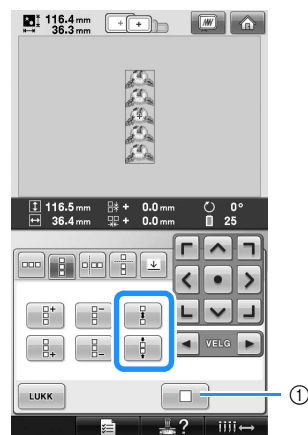 116.4 mm
36.3 mm
116.5 mm + 0.0 mm 0°
36.4 mm + 0.0 mm 25
VELG
LUKK
①
?